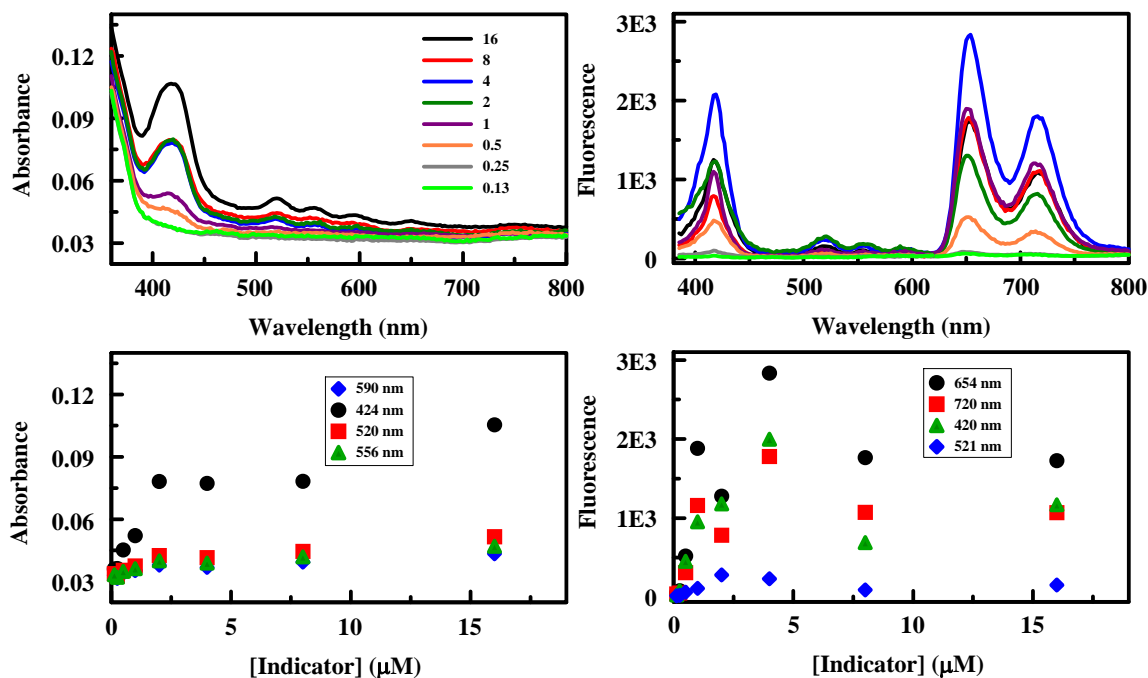 Absorbance
0.12
0.09
0.06
0.03
400
500
600
700
800
Wavelength (nm)
16
8
4
2
1
0.5
0.25
0.13
Fluorescence
3E3
2E3
1E3
0
400
500
600
700
800
Wavelength (nm)
Absorbance
0.12
0.09
0.06
0.03
0
5
10
15
[Indicator] (μM)
590 nm
424 nm
520 nm
556 nm
Fluorescence
3E3
2E3
1E3
0
0
5
10
15
[Indicator] (μM)
654 nm
720 nm
420 nm
521 nm